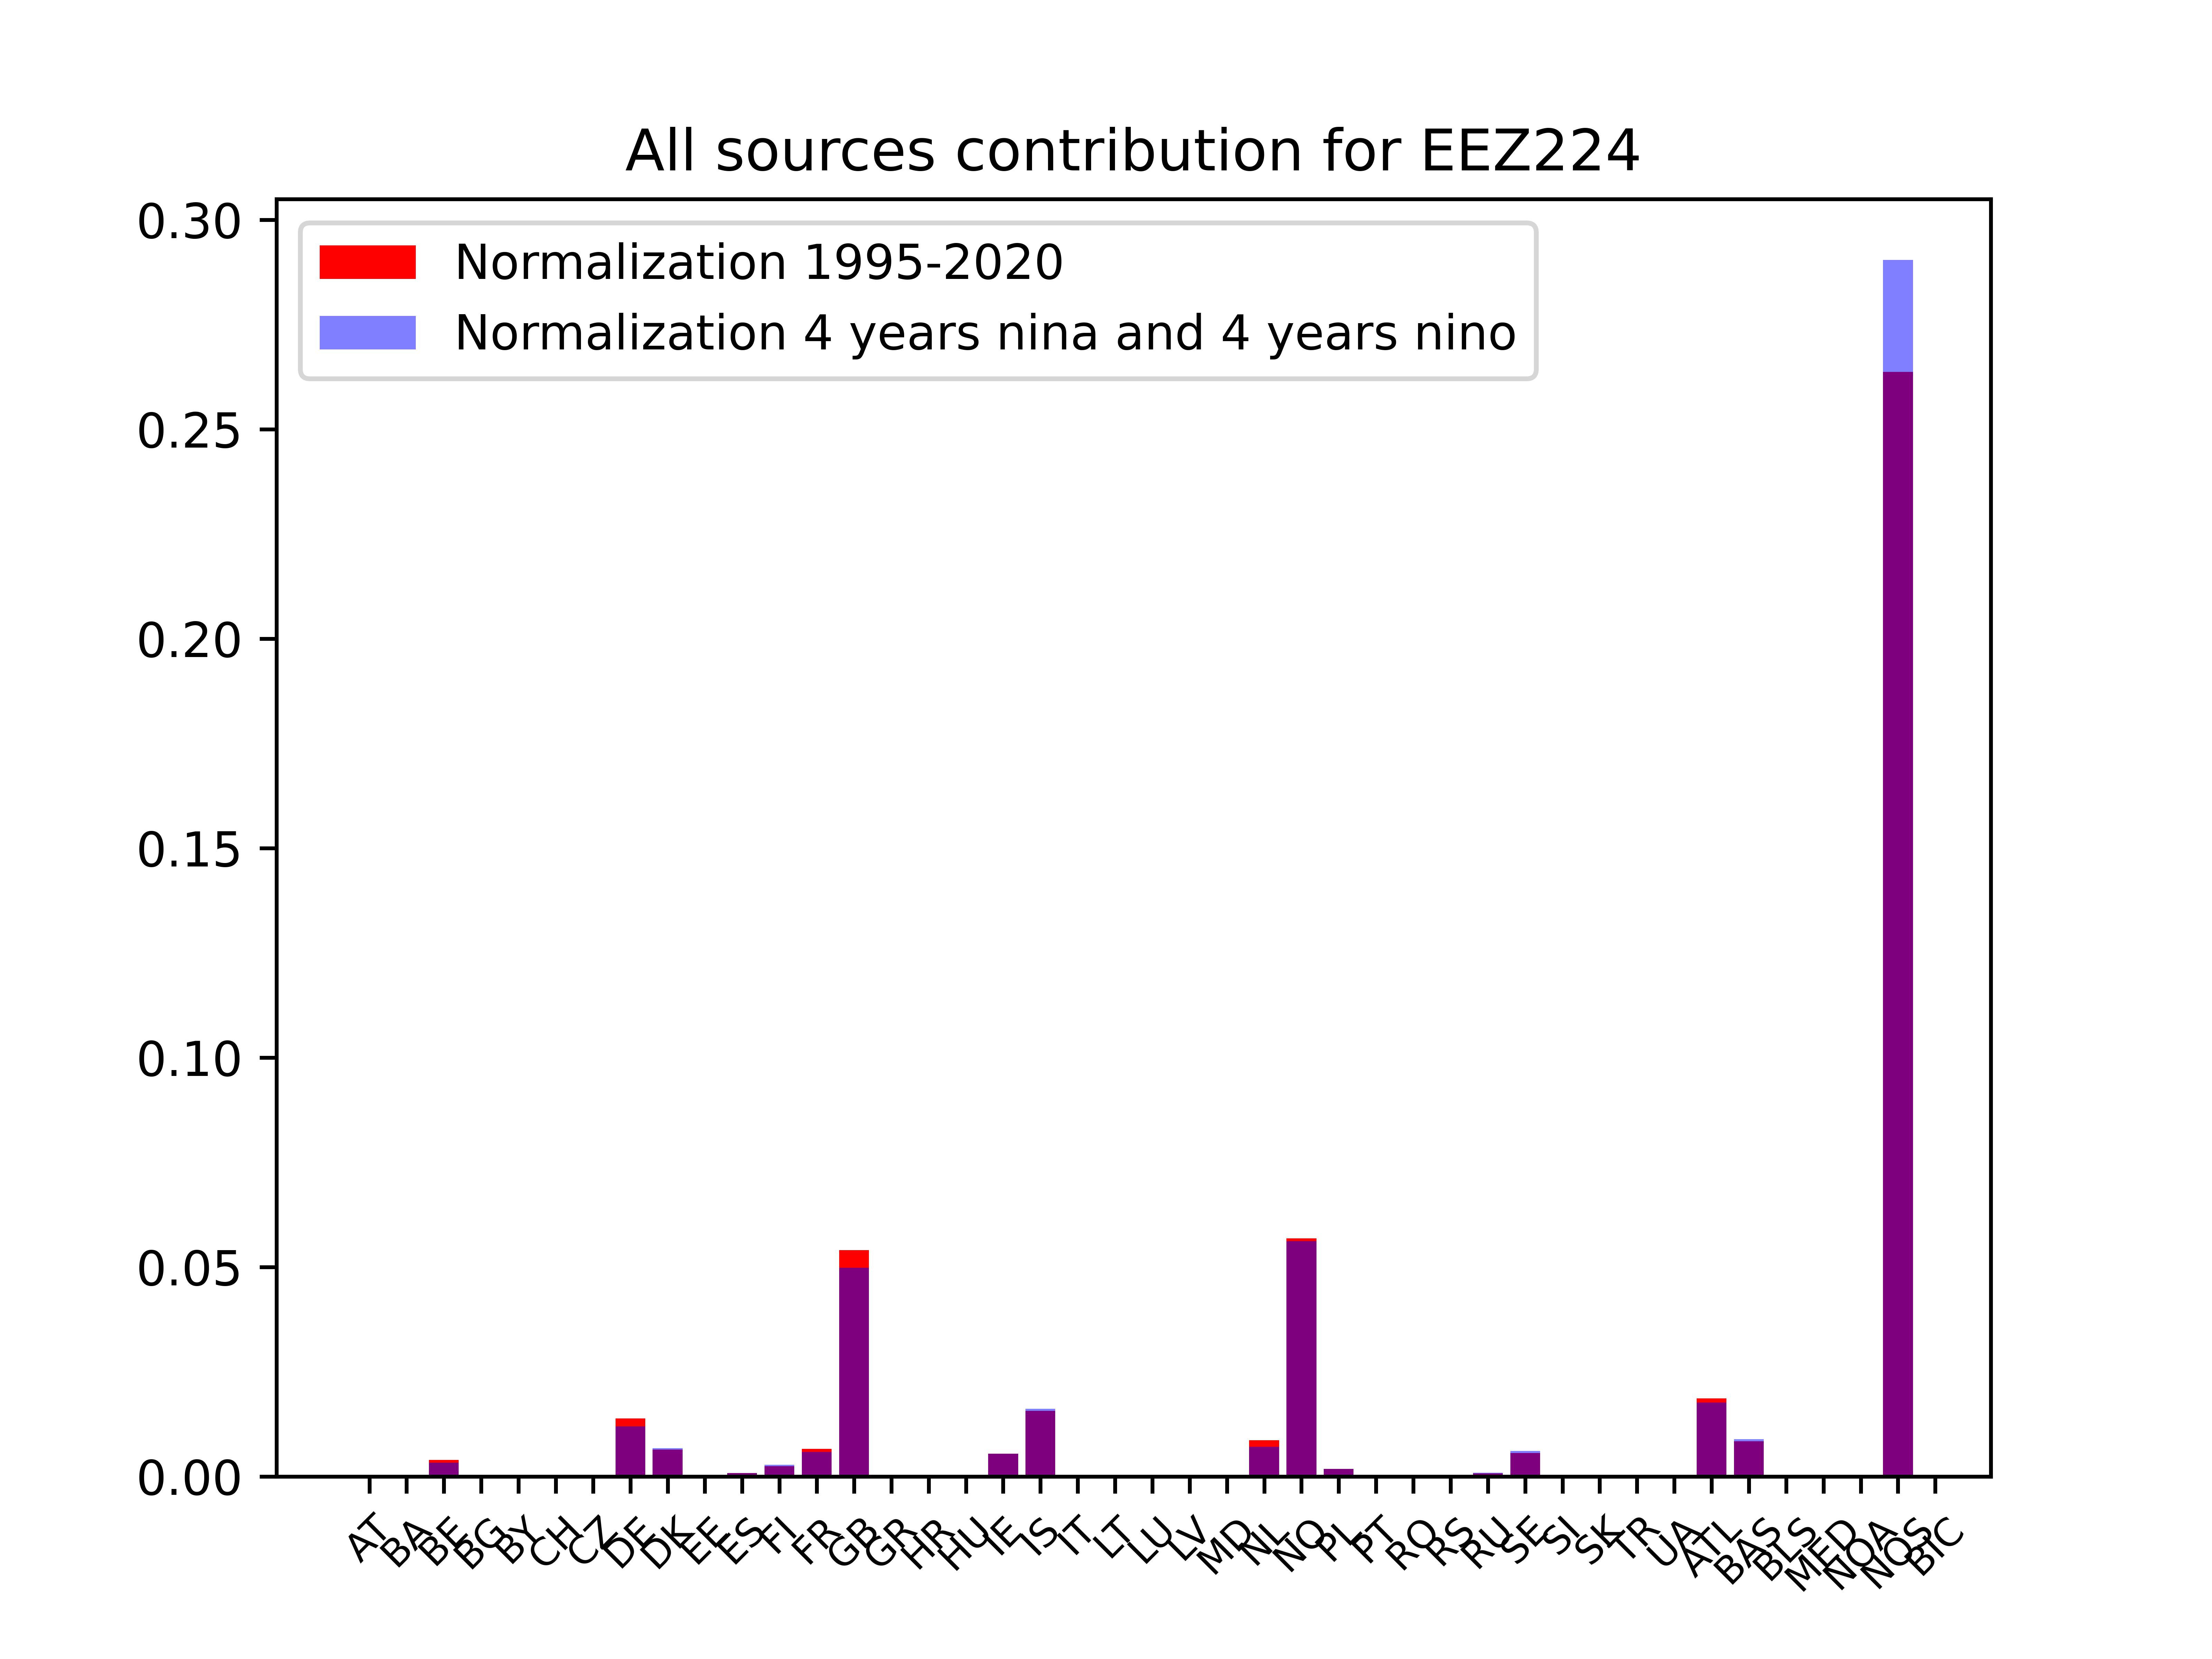 All sources contribution for EEZ224
Normalization 1995-2020
Normalization 4 years nina and 4 years nino
0.30
0.25
0.20
0.15
0.10
0.05
0.00
AT BA BE BG BY CH CZ DE DK EE ES FI FR GB GR HR HU IE IS IT LT LU LV MD NL NO PL PT RO RS RU SE SI SK TR UA ATL BAS BLS MED NOA NOS BIC